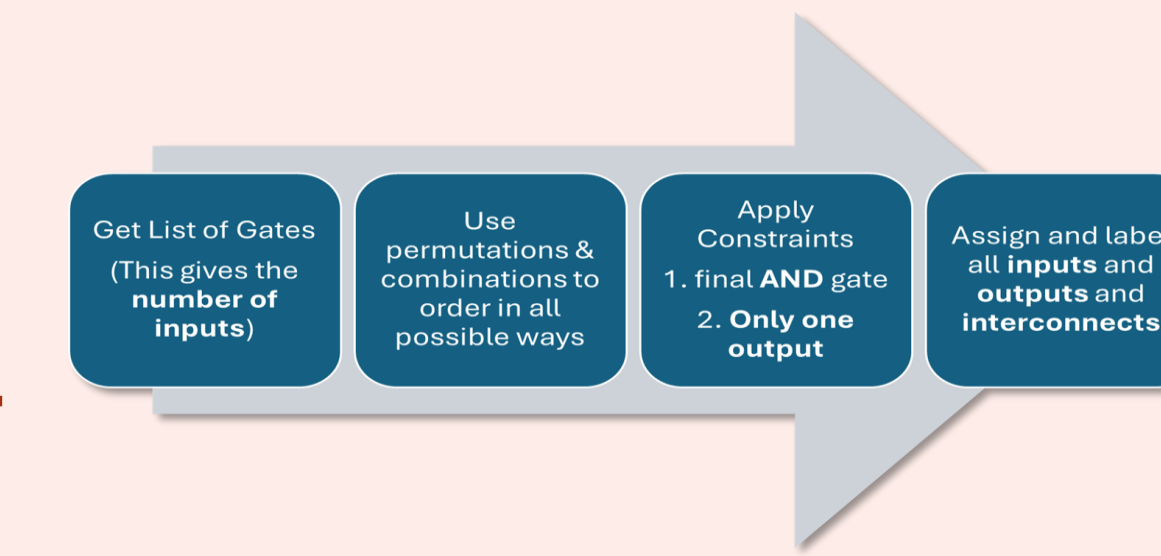 Get List of Gates
(This gives the
number of
inputs)
Use
permutations &
combinations to
order in all
possible ways
Apply
Constraints
1. final AND gate
2. Only one
output
Assign and labe
all inputs and
outputs and
interconnects